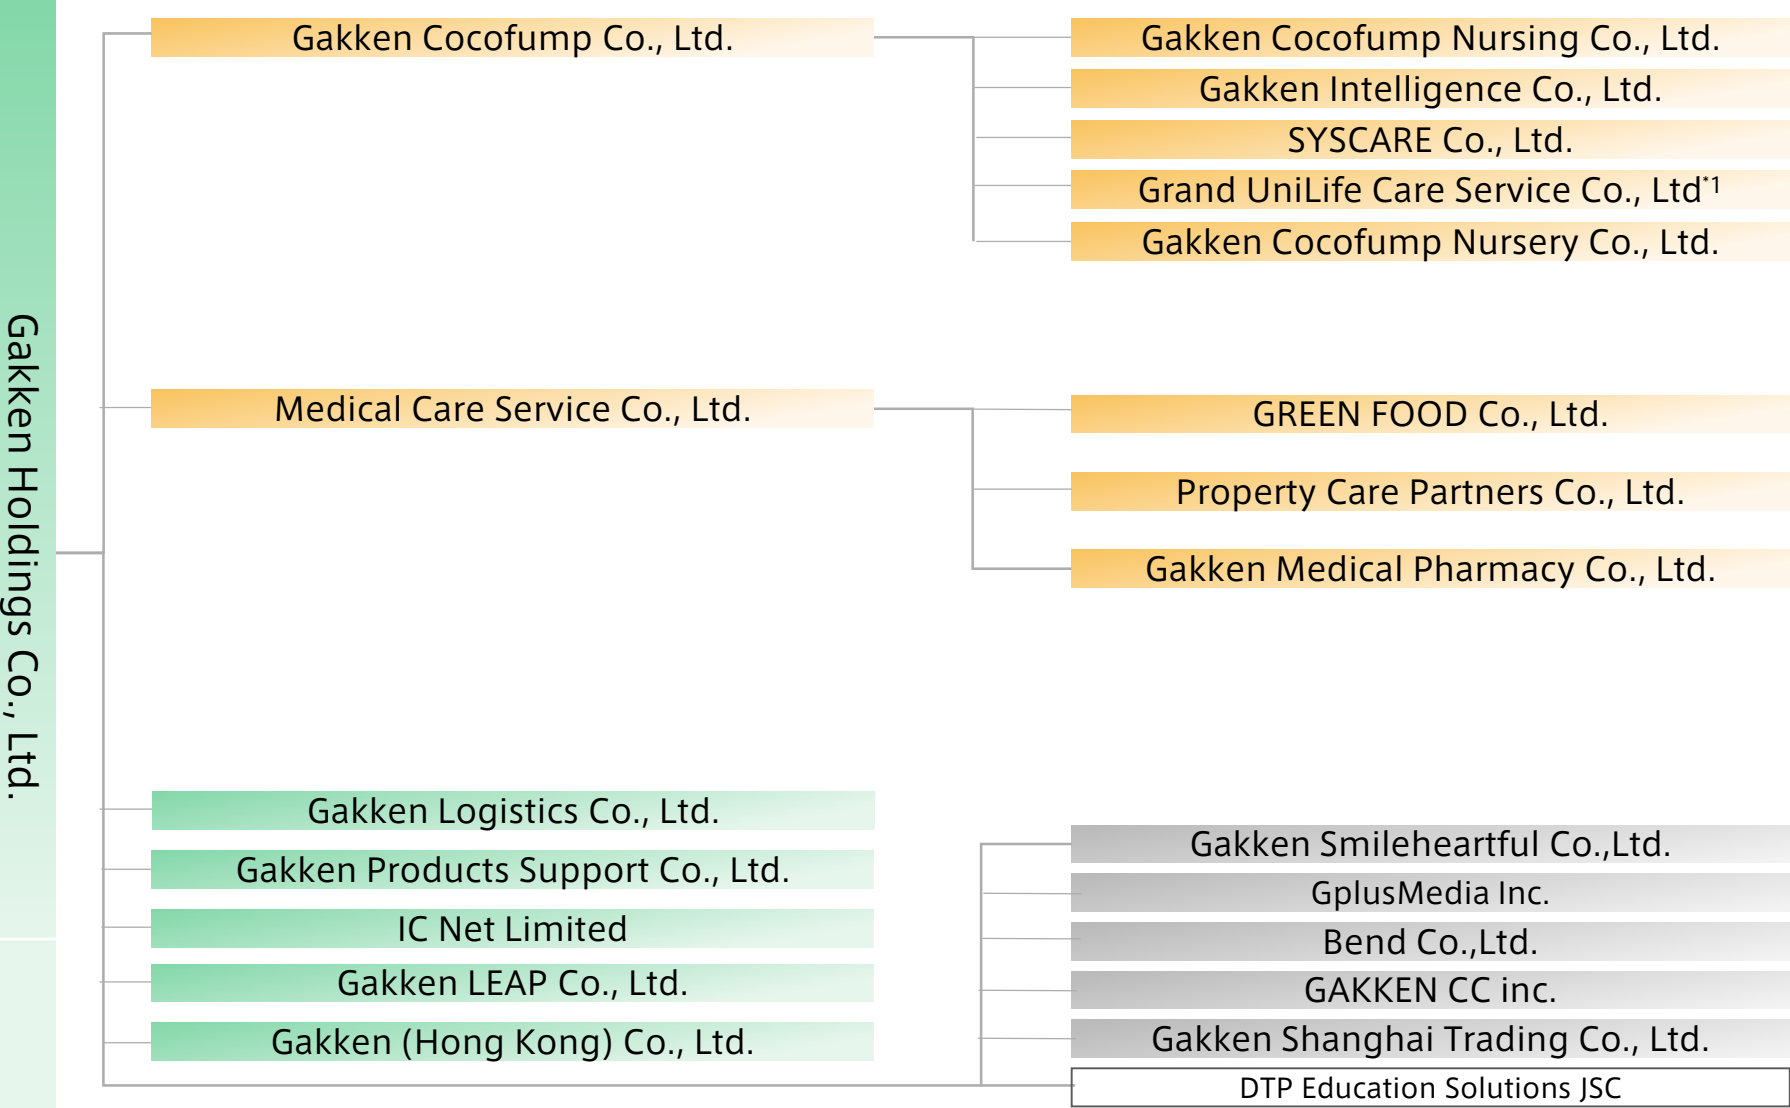 Gakken Holdings Co., Ltd.
Gakken Cocofump Co., Ltd.
Gakken Cocofump Nursing Co., Ltd.
Gakken Intelligence Co., Ltd.
SYSCARE Co., Ltd.
Grand UniLife Care Service Co., Ltd*1
Gakken Cocofump Nursery Co., Ltd.
Medical Care Service Co., Ltd.
GREEN FOOD Co., Ltd.
Property Care Partners Co., Ltd.
Gakken Medical Pharmacy Co., Ltd.
Gakken Logistics Co., Ltd.
Gakken Products Support Co., Ltd.
IC Net Limited
Gakken LEAP Co., Ltd.
Gakken (Hong Kong) Co., Ltd.
Gakken Smileheartful Co.,Ltd.
GplusMedia Inc.
Bend Co.,Ltd.
GAKKEN CC inc.
Gakken Shanghai Trading Co., Ltd.
DTP Education Solutions JSC